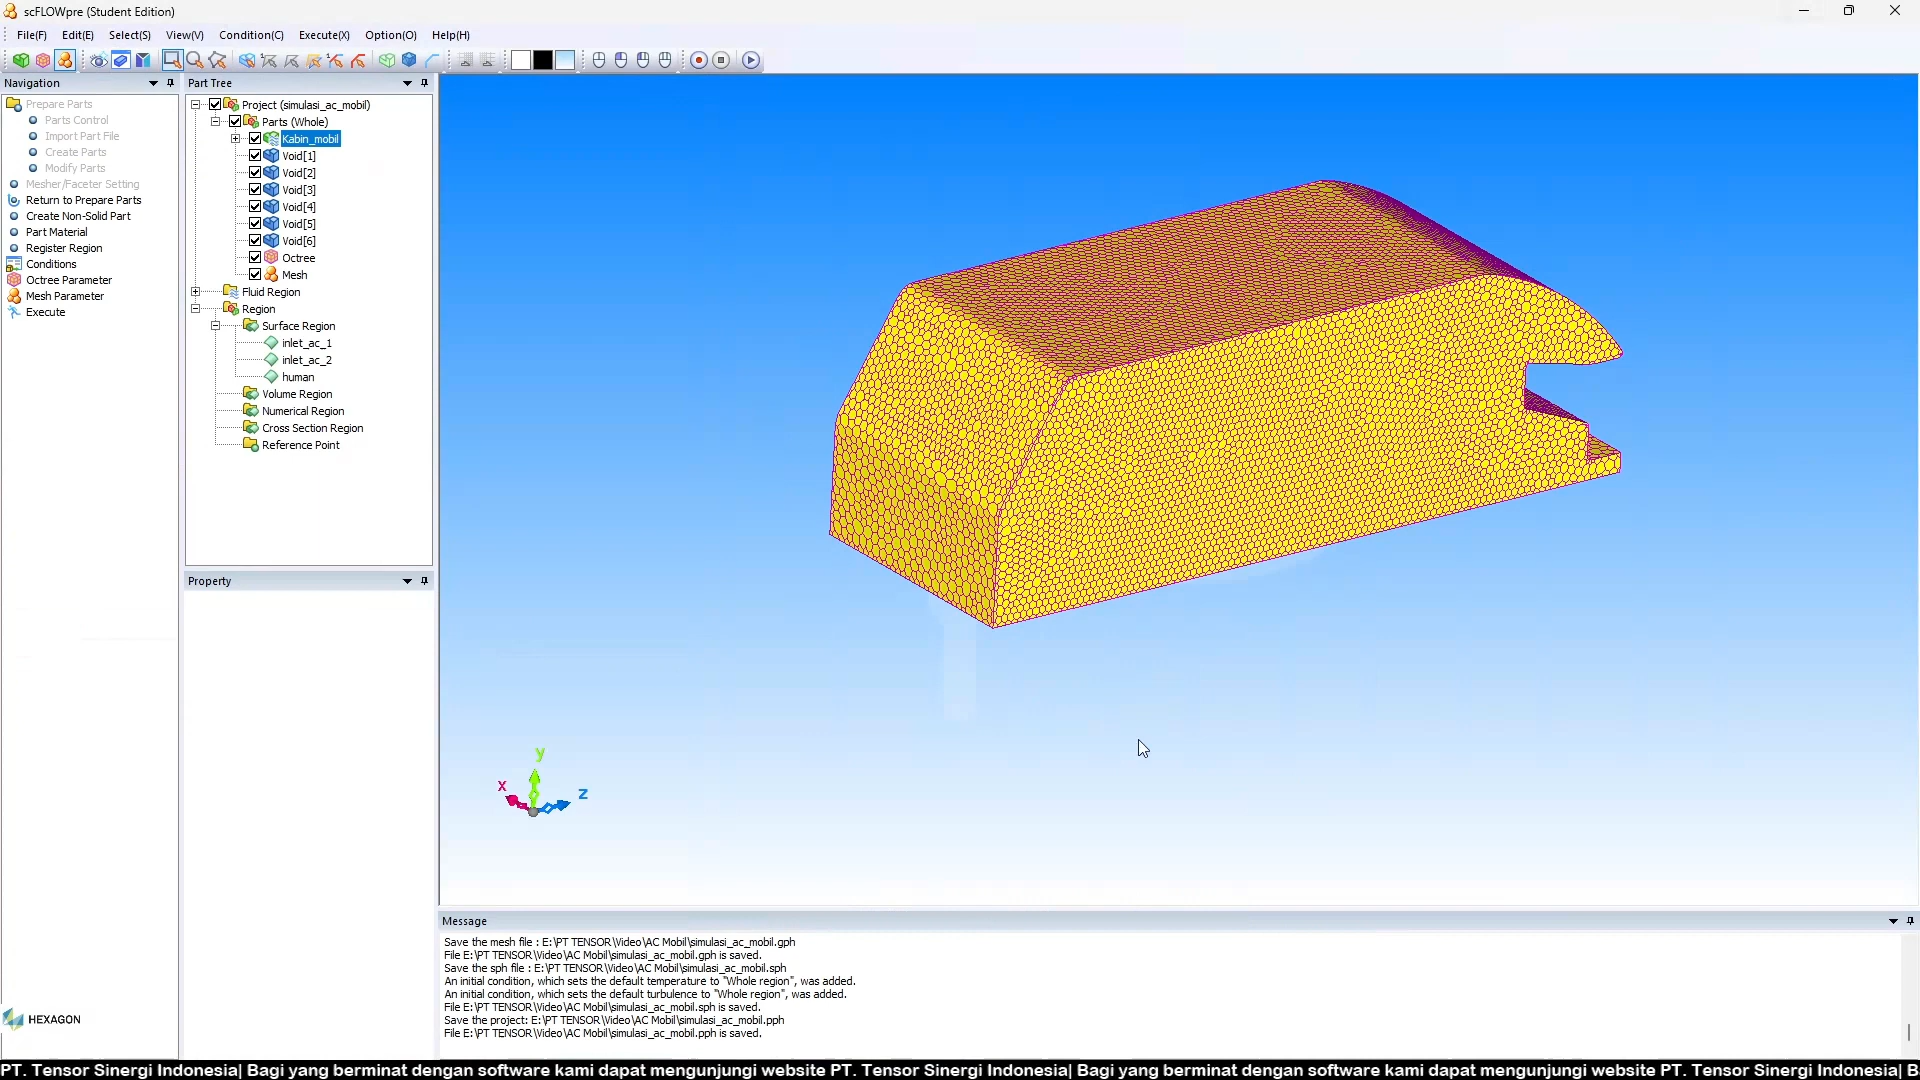 scFLOWpre (Student Edition)
File(F) Edit(E) Select(S) View(V) Condition(C) Execute(X) Option(O) Help(H)
Navigation
Prepare Parts
Parts Control
Import Part File
Create Parts
Modify Parts
Mesher/Faceter Setting
Return to Prepare Parts
Create Non-Solid Part
Part Material
Register Region
Conditions
Octree Parameter
Mesh Parameter
Execute
HEXAGON
Part Tree
Project (simulasi_ac_mobil)
Parts (Whole)
Kabin_mobil
Void[1]
Void[2]
Void[3]
Void[4]
Void[5]
Void[6]
Octree
Mesh
Fluid Region
Region
Surface Region
inlet_ac_1
inlet_ac_2
human
Volume Region
Numerical Region
Cross Section Region
Reference Point
Property
y
x
z
Message
Save the mesh file : E:\PT TENSOR\Video\AC Mobil\simulasi_ac_mobil.gph
File E:\PT TENSOR\Video\AC Mobil\simulasi_ac_mobil.gph is saved.
Save the sph file : E:\PT TENSOR\Video\AC Mobil\simulasi_ac_mobil.sph
An initial condition, which sets the default temperature to "Whole region", was added.
An initial condition, which sets the default turbulence to "Whole region", was added.
File E:\PT TENSOR\Video\AC Mobil\simulasi_ac_mobil.sph is saved.
Save the project: E:\PT TENSOR\Video\AC Mobil\simulasi_ac_mobil.pph
File E:\PT TENSOR\Video\AC Mobil\simulasi_ac_mobil.pph is saved.
PT. Tensor Sinergi Indonesia| Bagi yang berminat dengan software kami dapat mengunjungi website PT. Tensor Sinergi Indonesia| Bagi yang berminat dengan software kami dapat mengunjungi website PT. Tensor Sinergi Indonesia| B